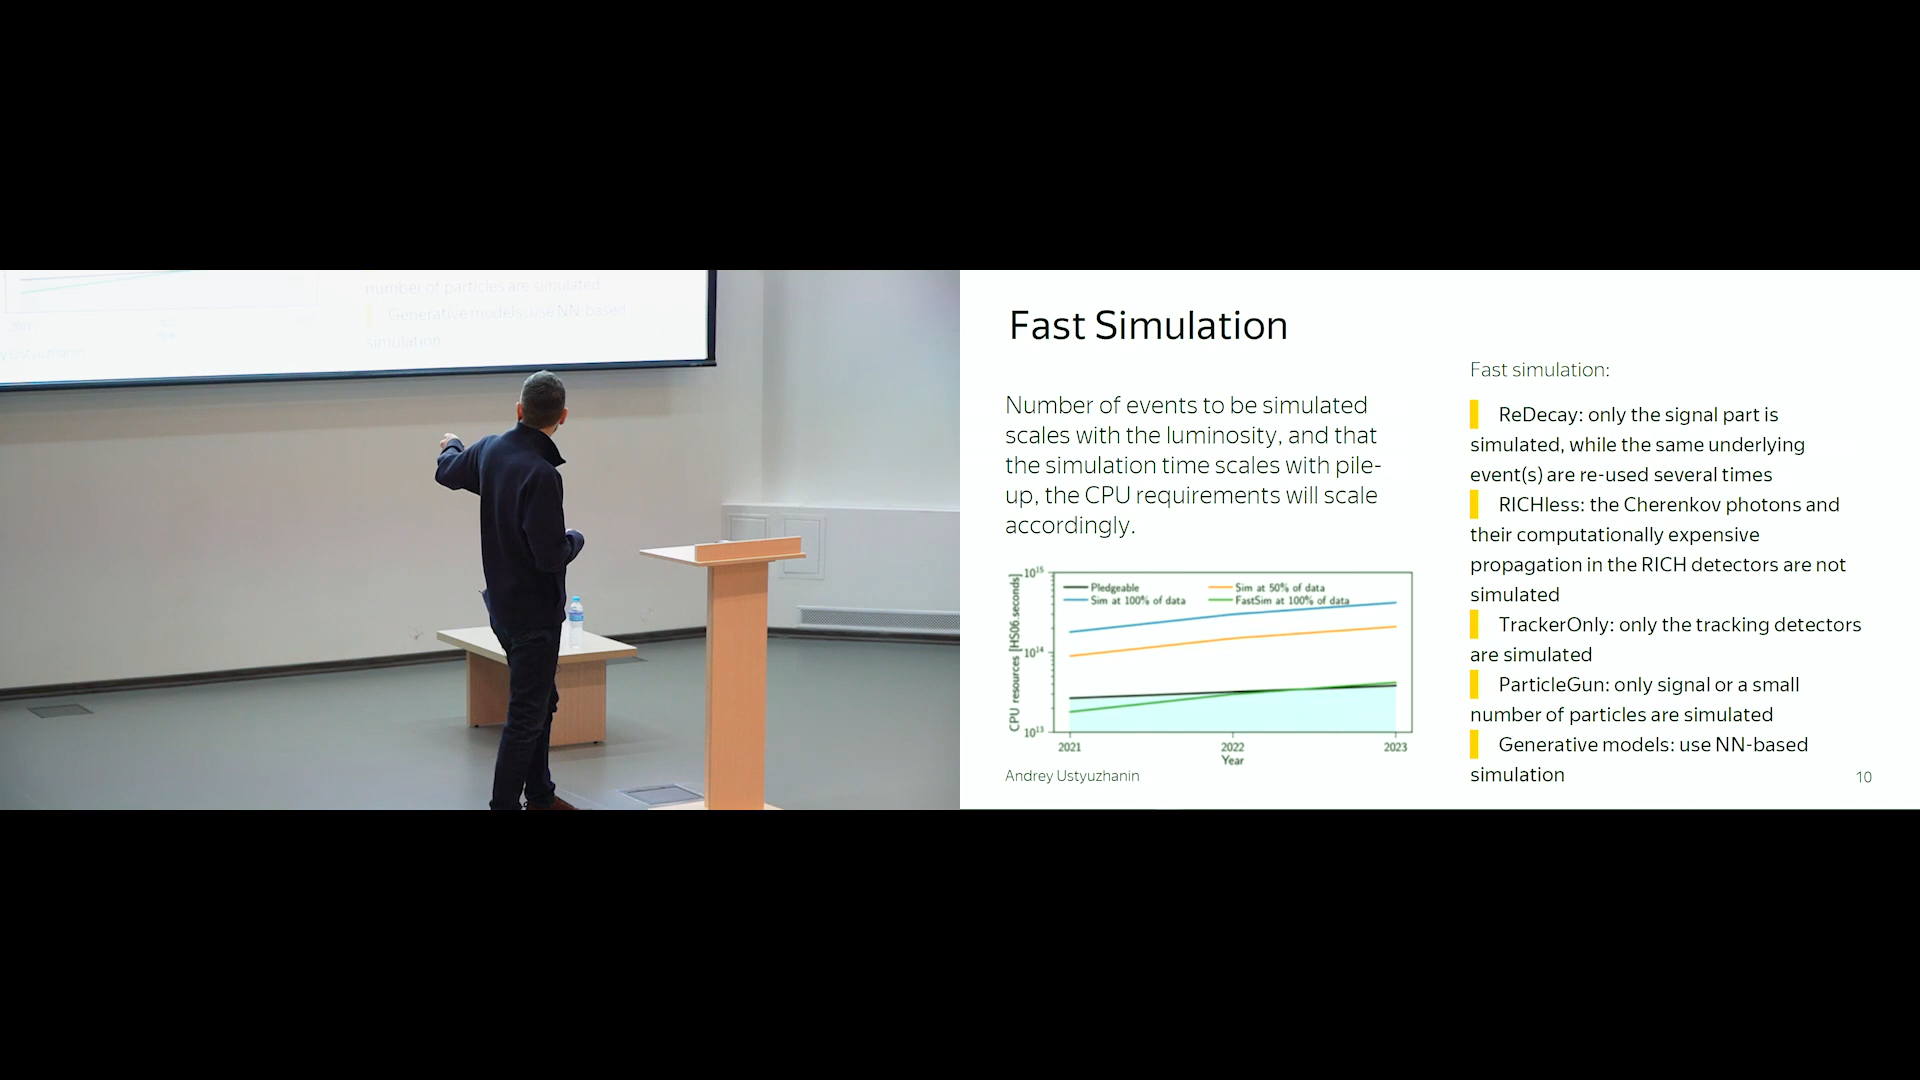 number of particles are simulated
Generative models: use NN-based
simulation
2021
y Ustyuzhanin
Fast Simulation
Number of events to be simulated
scales with the luminosity, and that
the simulation time scales with pile-
up, the CPU requirements will scale
accordingly.
CPU resources [HS06.seconds]
10¹⁵
10¹⁴
10¹³
Pledgeable
Sim at 100% of data
Sim at 50% of data
FastSim at 100% of data
2021
2022
2023
Year
Andrey Ustyuzhanin
Fast simulation:
ReDecay: only the signal part is
simulated, while the same underlying
event(s) are re-used several times
RICHless: the Cherenkov photons and
their computationally expensive
propagation in the RICH detectors are not
simulated
TrackerOnly: only the tracking detectors
are simulated
ParticleGun: only signal or a small
number of particles are simulated
Generative models: use NN-based
simulation
10